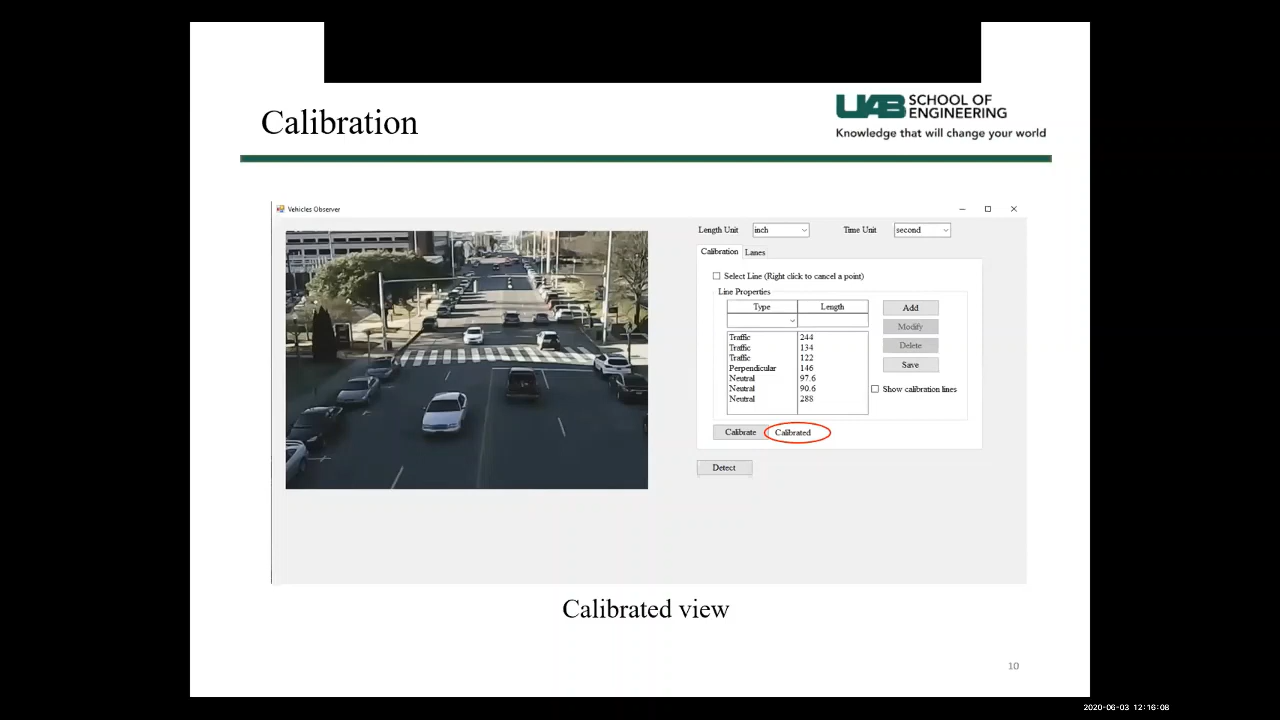 Calibration
UAB SCHOOL OF ENGINEERING
Knowledge that will change your world
Vehicles Observer
Length Unit inch Time Unit second
Calibration Lanes
Select Line (Right click to cancel a point)
Line Properties
Type Length
Add
Modify
Delete
Save
Traffic 244
Traffic 134
Traffic 122
Perpendicular 146
Neutral 97.6
Neutral 90.6
Neutral 288
Show calibration lines
Calibrate Calibrated
Detect
Calibrated view
10
2020-06-03 12:16:08